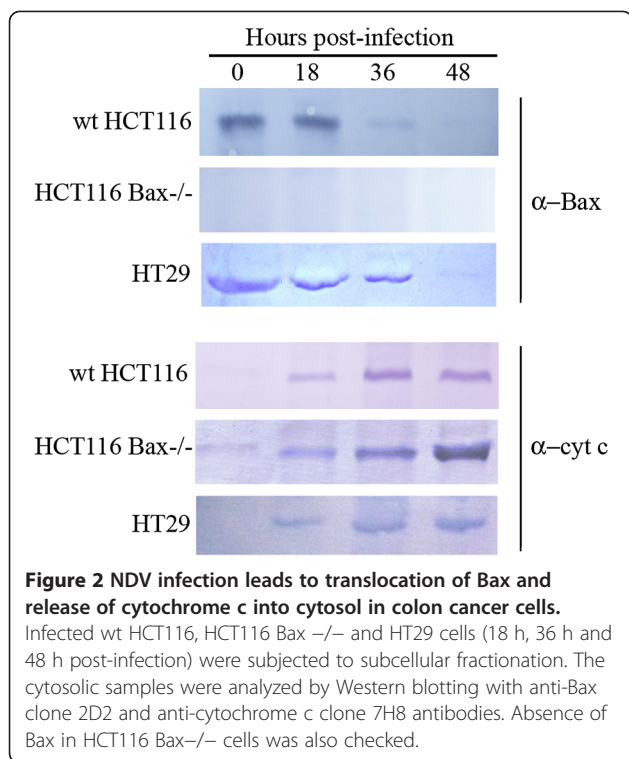 Hours post-infection
0 18 36 48
wt HCT116
HCT116 Bax-/-
HT29
α–Bax
wt HCT116
HCT116 Bax-/-
HT29
α–cyt c
Figure 2 NDV infection leads to translocation of Bax and
release of cytochrome c into cytosol in colon cancer cells.
Infected wt HCT116, HCT116 Bax −/− and HT29 cells (18 h, 36 h and
48 h post-infection) were subjected to subcellular fractionation. The
cytosolic samples were analyzed by Western blotting with anti-Bax
clone 2D2 and anti-cytochrome c clone 7H8 antibodies. Absence of
Bax in HCT116 Bax−/− cells was also checked.